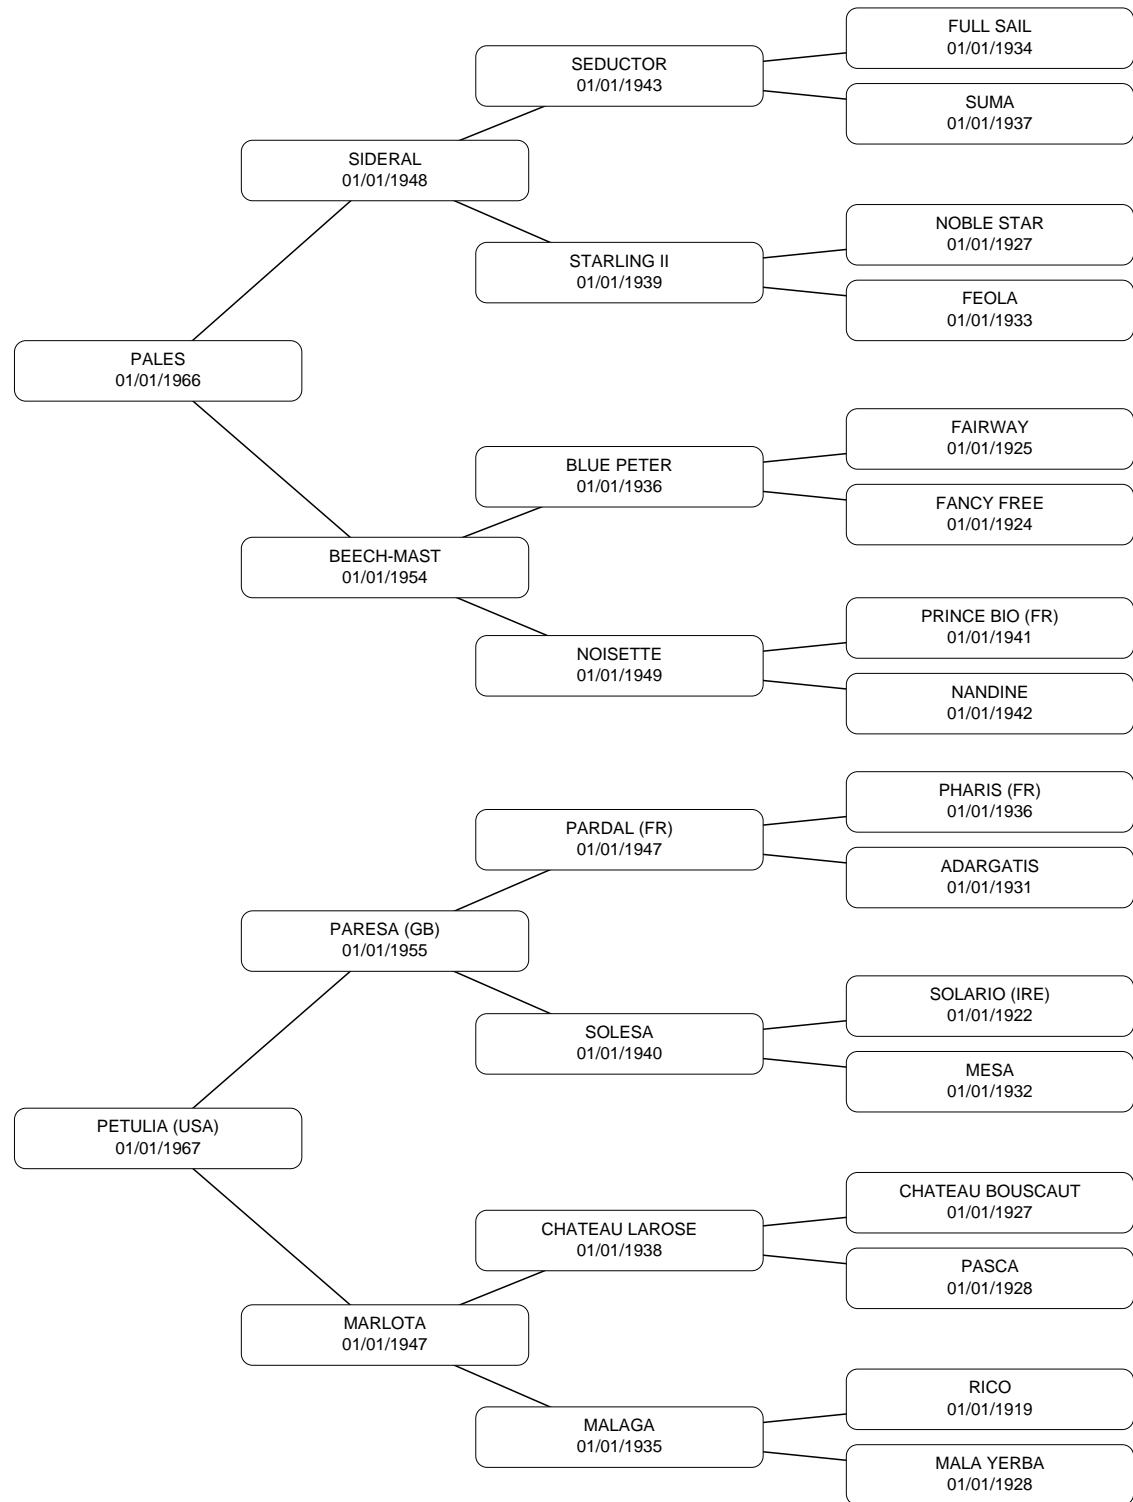 FULL SAIL
01/01/1934
SEDUCTOR
01/01/1943
SUMA
01/01/1937
SIDERAL
01/01/1948
NOBLE STAR
01/01/1927
STARLING II
01/01/1939
FEOLA
01/01/1933
PALES
01/01/1966
FAIRWAY
01/01/1925
BLUE PETER
01/01/1936
FANCY FREE
01/01/1924
BEECH-MAST
01/01/1954
PRINCE BIO (FR)
01/01/1941
NOISETTE
01/01/1949
NANDINE
01/01/1942
PHARIS (FR)
01/01/1936
PARDAL (FR)
01/01/1947
ADARGATIS
01/01/1931
PARESA (GB)
01/01/1955
SOLARIO (IRE)
01/01/1922
SOLESA
01/01/1940
MESA
01/01/1932
PETULIA (USA)
01/01/1967
CHATEAU BOUSCAUT
01/01/1927
CHATEAU LAROSE
01/01/1938
PASCA
01/01/1928
MARLOTA
01/01/1947
RICO
01/01/1919
MALAGA
01/01/1935
MALA YERBA
01/01/1928